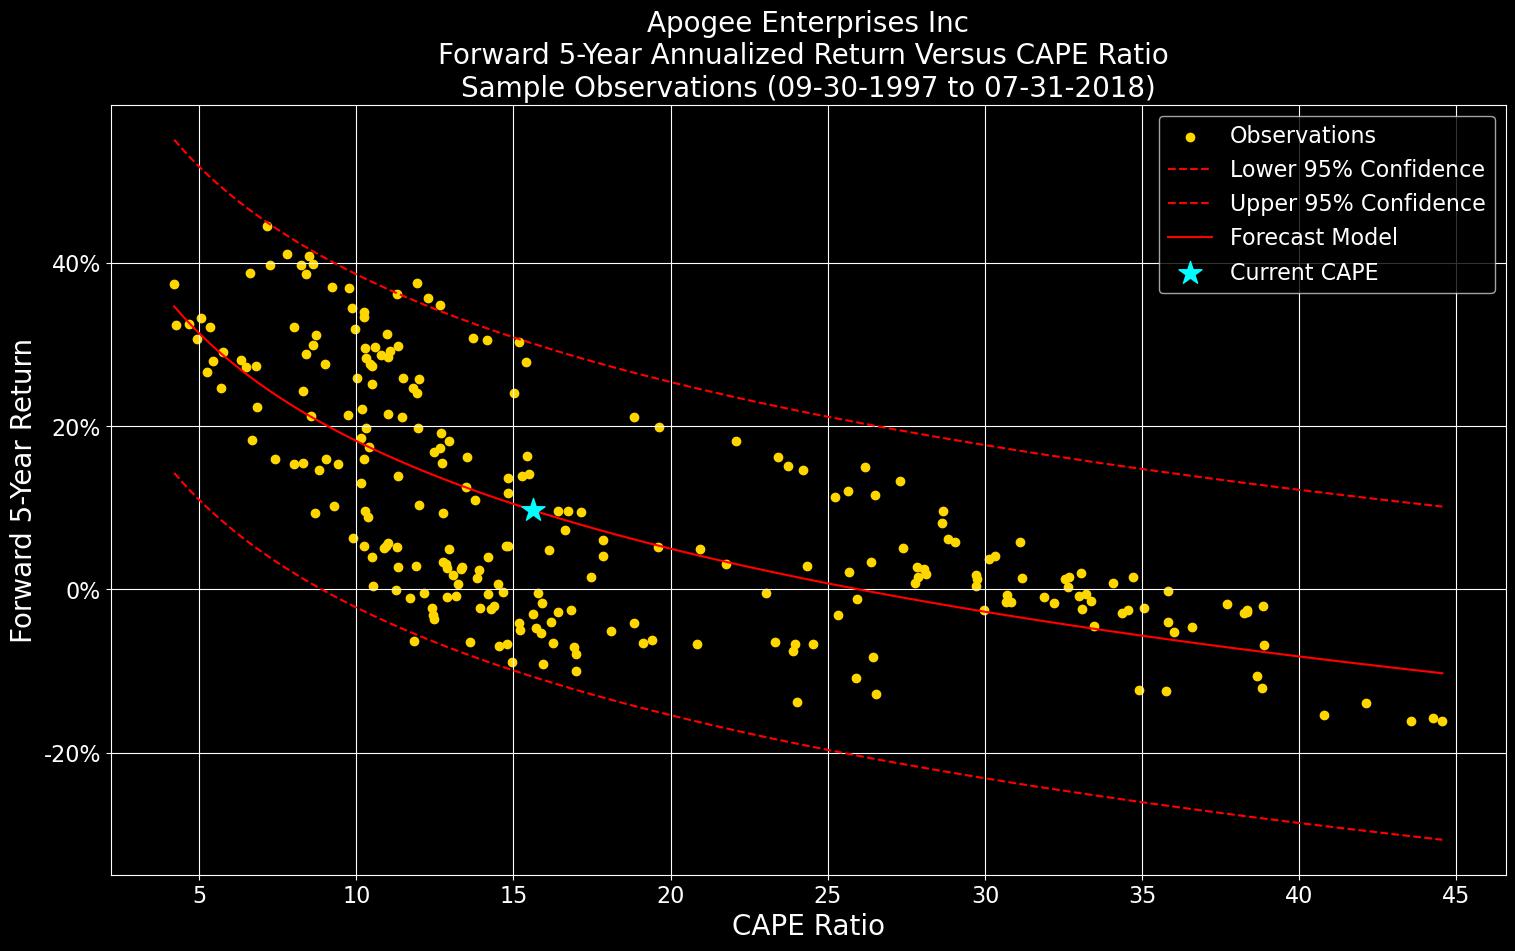 Apogee Enterprises Inc
Forward 5-Year Annualized Return Versus CAPE Ratio
Sample Observations (09-30-1997 to 07-31-2018)
Observations
Lower 95% Confidence
Upper 95% Confidence
Forecast Model
Current CAPE
Forward 5-Year Return
40%
20%
0%
-20%
5 10 15 20 25 30 35 40 45
CAPE Ratio